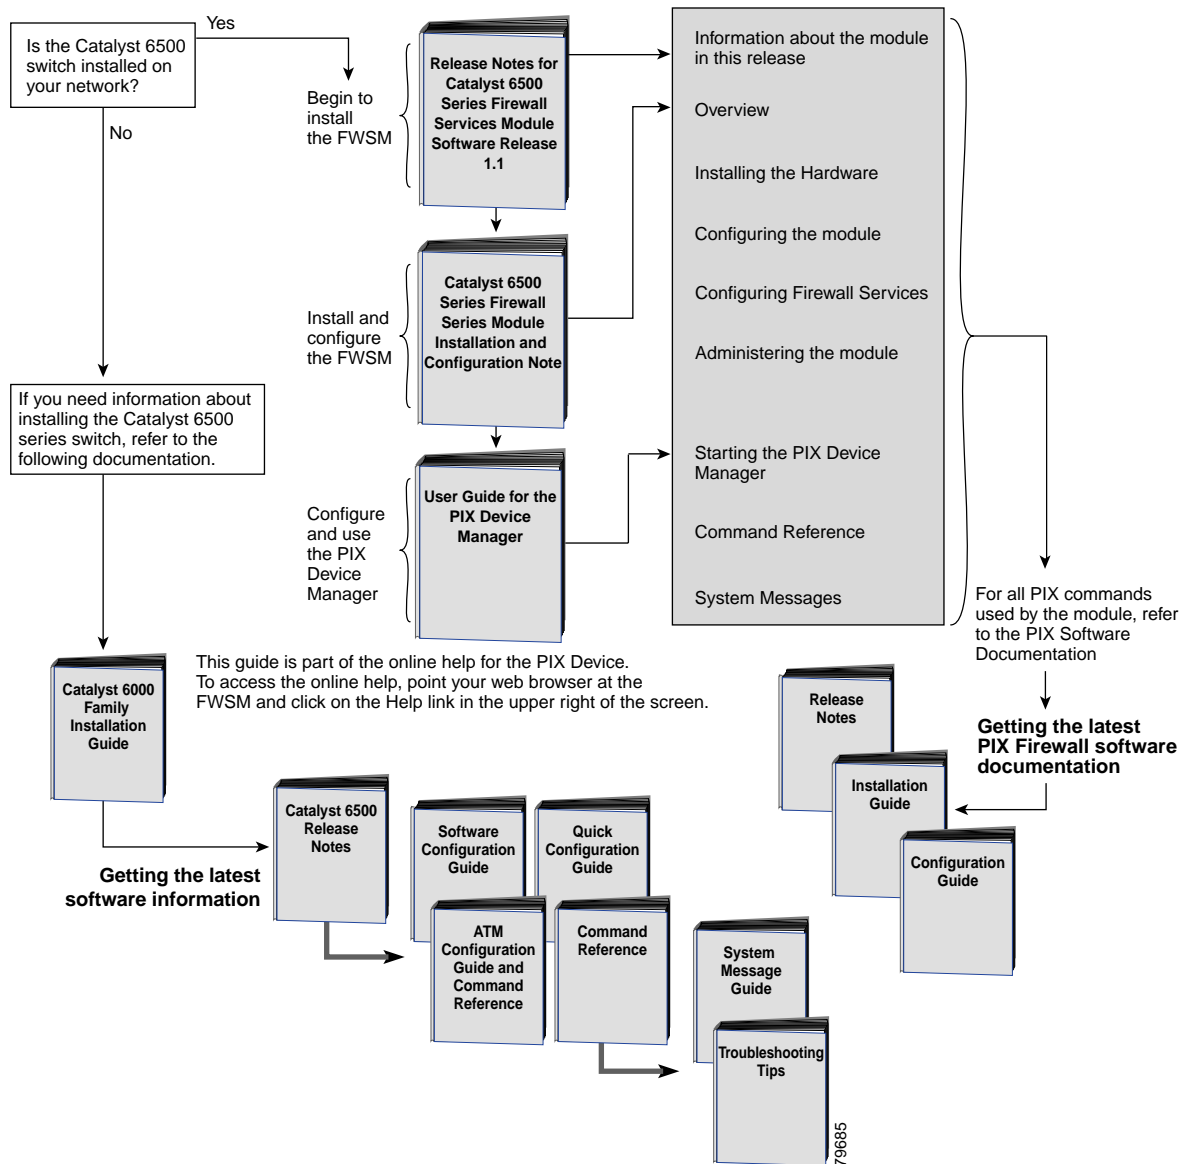 Yes
Is the Catalyst 6500
switch installed on
your network?
No
Begin to
install
the FWSM
Release Notes for
Catalyst 6500
Series Firewall
Services Module
Software Release
1.1
Information about the module
in this release
Overview
Installing the Hardware
Configuring the module
Configuring Firewall Services
Administering the module
Starting the PIX Device
Manager
Command Reference
System Messages
Install and
configure
the FWSM
Catalyst 6500
Series Firewall
Series Module
Installation and
Configuration Note
If you need information about
installing the Catalyst 6500
series switch, refer to the
following documentation.
Configure
and use
the PIX
Device
Manager
User Guide for the
PIX Device
Manager
For all PIX commands
used by the module, refer
to the PIX Software
Documentation
This guide is part of the online help for the PIX Device.
To access the online help, point your web browser at the
FWSM and click on the Help link in the upper right of the screen.
Catalyst 6000
Family
Installation
Guide
Getting the latest
PIX Firewall software
documentation
Release
Notes
Installation
Guide
Configuration
Guide
Getting the latest
software information
Catalyst 6500
Release
Notes
Software
Configuration
Guide
Quick
Configuration
Guide
ATM
Configuration
Guide and
Command
Reference
Command
Reference
System
Message
Guide
Troubleshooting
Tips
79685